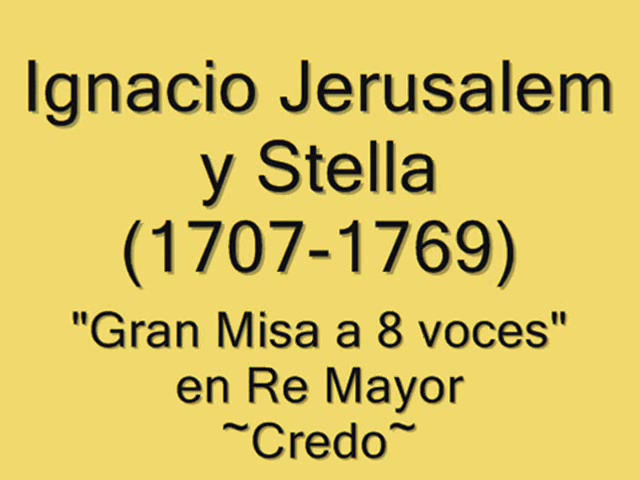 Ignacio Jerusalem
y Stella
(1707-1769)
"Gran Misa a 8 voces"
en Re Mayor
~Credo~